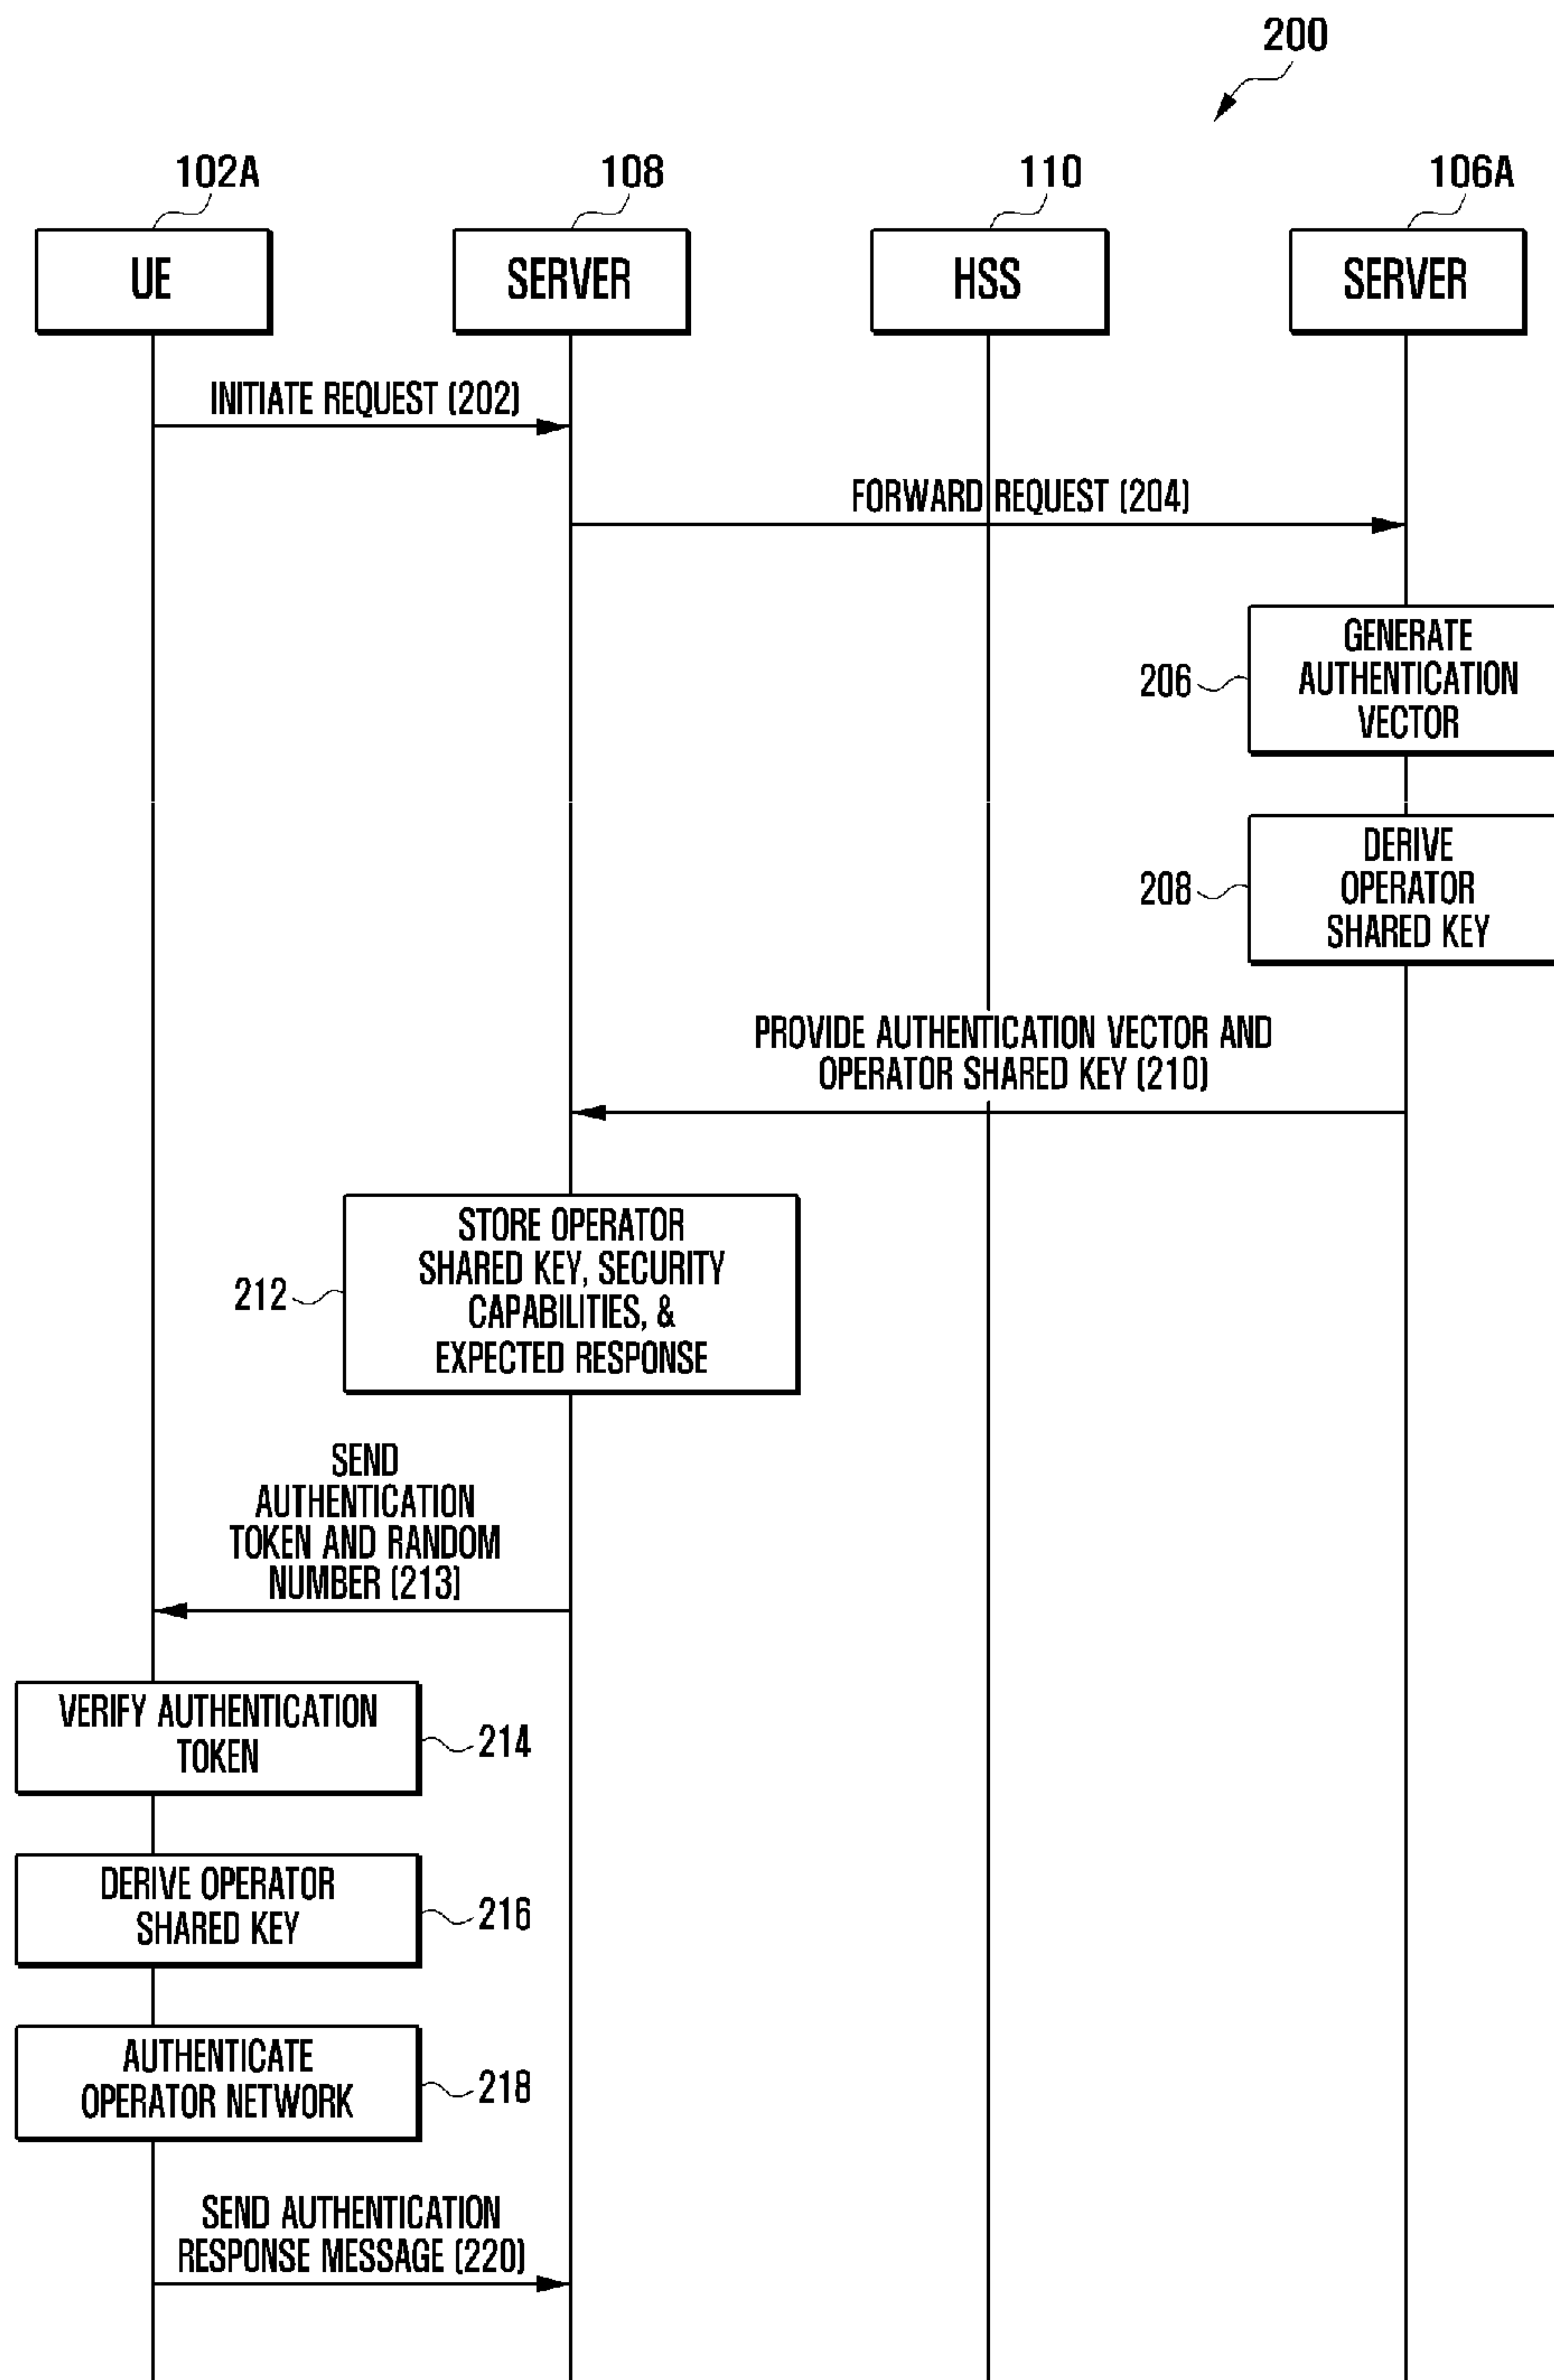 200
102A
108
110
106A
UE
SERVER
HSS
SERVER
INITIATE REQUEST (202)
FORWARD REQUEST (204)
206
GENERATE
AUTHENTICATION
VECTOR
208
DERIVE
OPERATOR
SHARED KEY
PROVIDE AUTHENTICATION VECTOR AND
OPERATOR SHARED KEY (210)
212
STORE OPERATOR
SHARED KEY, SECURITY
CAPABILITIES, &
EXPECTED RESPONSE
SEND
AUTHENTICATION
TOKEN AND RANDOM
NUMBER (213)
VERIFY AUTHENTICATION
TOKEN
214
DERIVE OPERATOR
SHARED KEY
216
AUTHENTICATE
OPERATOR NETWORK
218
SEND AUTHENTICATION
RESPONSE MESSAGE (220)